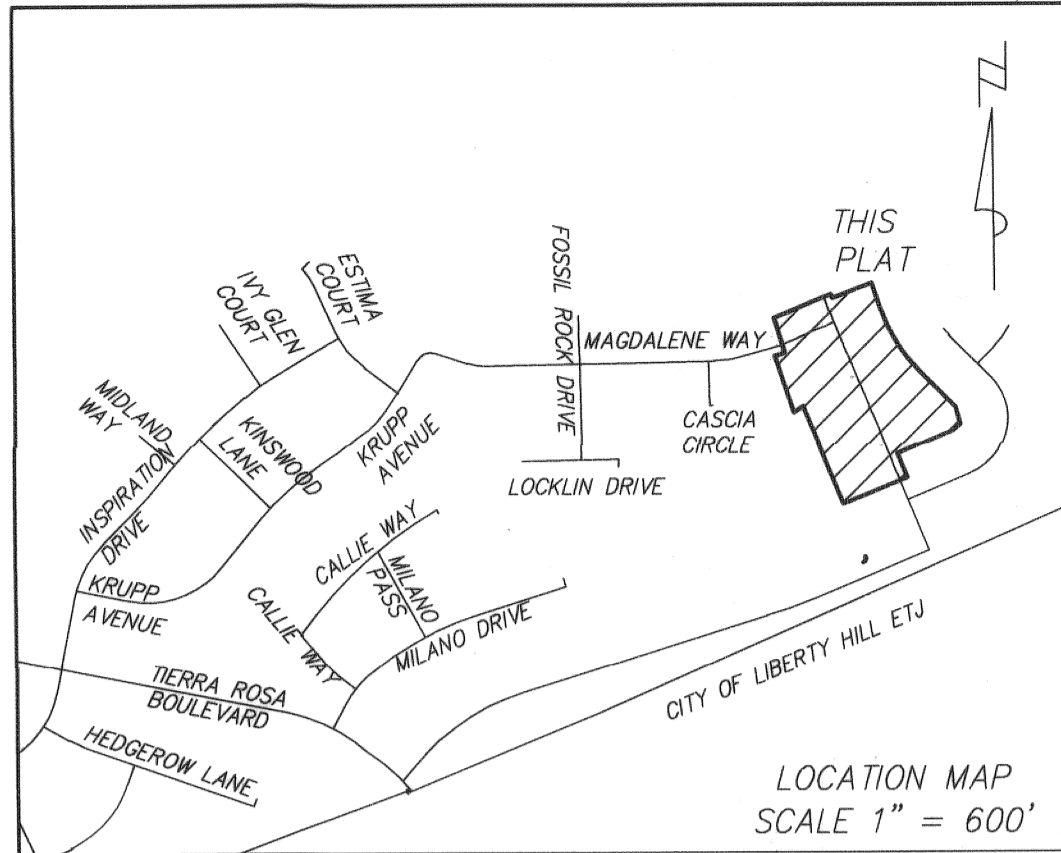 THIS
PLAT
FOSSIL ROCK DRIVE
ESTIMA
COURT
IVY GLEN
COURT
MAGDALENE WAY
MIDLAND
WAY
KINSWOOD
LANE
KRUPP
AVENUE
CASCIA
CIRCLE
INSPIRATION
DRIVE
LOCKLIN DRIVE
CALLIE WAY
MILANO
PASS
KRUPP
AVENUE
CALLIE WAY
MILANO DRIVE
TIERRA ROSA
BOULEVARD
CITY OF LIBERTY HILL ETJ
HEDGEROW LANE
LOCATION MAP
SCALE 1" = 600'